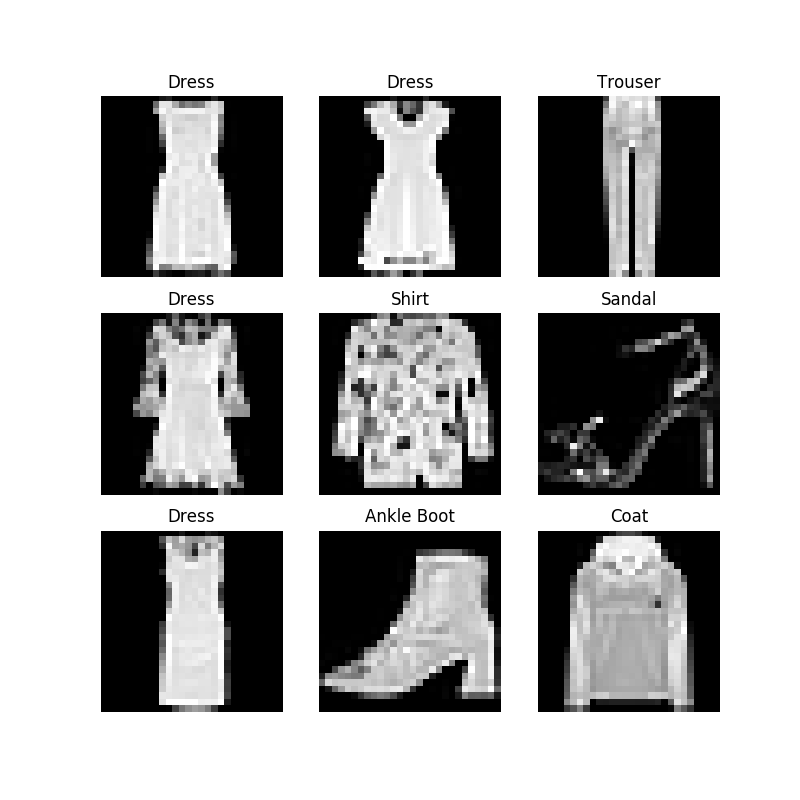 Dress
Dress
Trouser
Dress
Shirt
Sandal
Dress
Ankle Boot
Coat